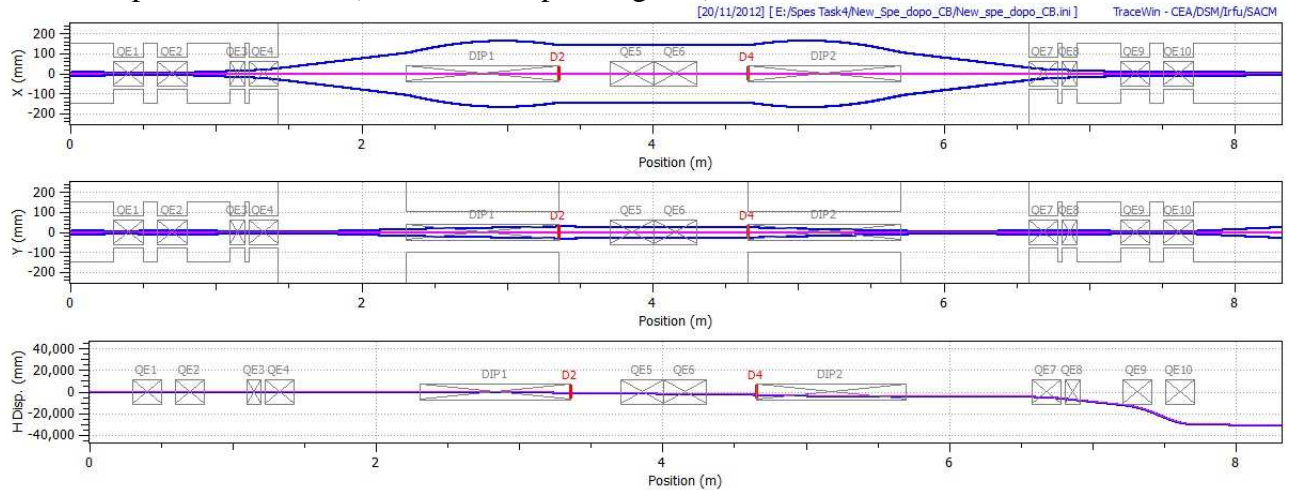 [20/11/2012] [ E:/Spes Task4/New_Spe_dopo_CB/New_spe_dopo_CB.ini ] TraceWin - CEA/DSM/Irfu/SACM
X (mm)
200
100
0
-100
-200
QE1 QE2 QE3 QE4 DIP1 D2 QE5 QE6 D4 DIP2 QE7 QE8 QE9 QE10
0 2 4 6 8
Position (m)
Y (mm)
200
100
0
-100
-200
QE1 QE2 QE3 QE4 DIP1 D2 QE5 QE6 D4 DIP2 QE7 QE8 QE9 QE10
0 2 4 6 8
Position (m)
H Disp. (mm)
40,000
20,000
0
-20,000
-40,000
QE1 QE2 QE3 QE4 DIP1 D2 QE5 QE6 D4 DIP2 QE7 QE8 QE9 QE10
0 2 4 6 8
Position (m)